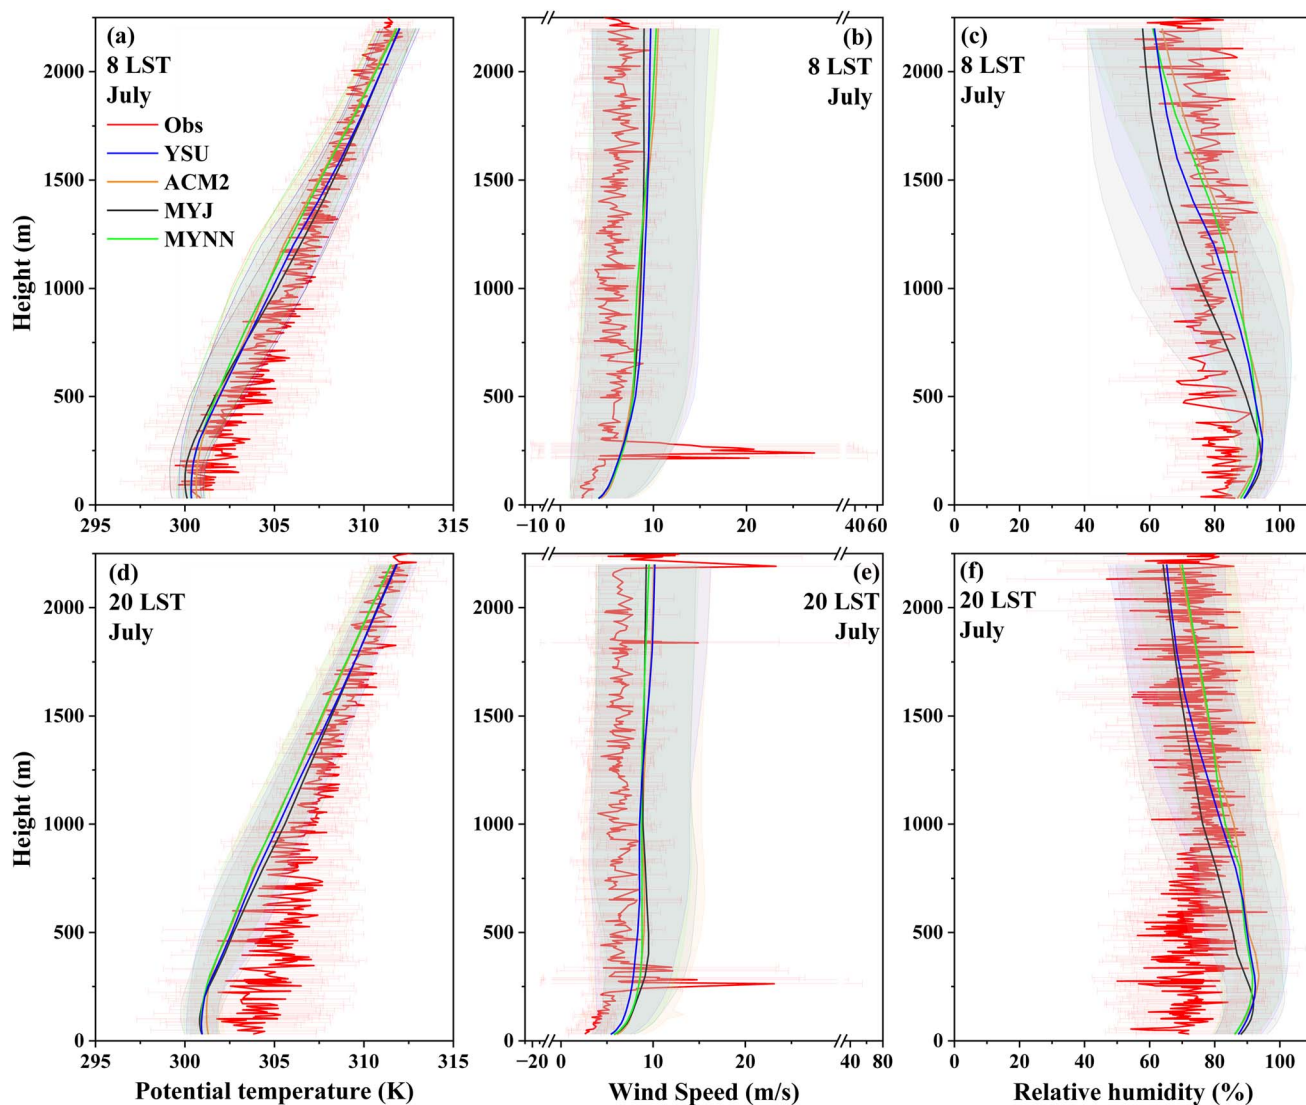 (a)
8 LST
July
Obs
YSU
ACM2
MYJ
MYNN
Height (m)
2000
1500
1000
500
0
295
300
305
310
315
(b)
8 LST
July
−10
0
10
20
40
60
(c)
8 LST
July
0
20
40
60
80
100
(d)
20 LST
July
Height (m)
2000
1500
1000
500
0
295
300
305
310
315
Potential temperature (K)
(e)
20 LST
July
−20
0
10
20
40
80
Wind Speed (m/s)
(f)
20 LST
July
0
20
40
60
80
100
Relative humidity (%)